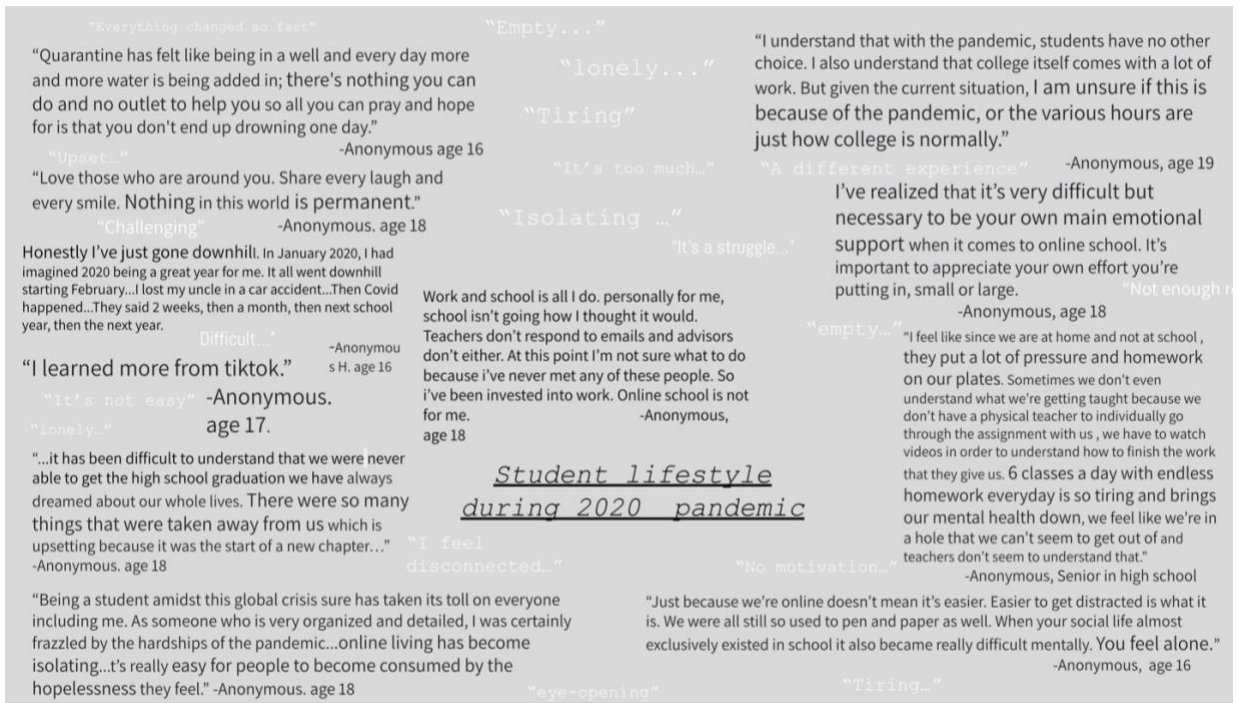 "Everything changed so fast"
"Quarantine has felt like being in a well and every day more
and more water is being added in; there's nothing you can
do and no outlet to help you so all you can pray and hope
for is that you don't end up drowning one day."
-Anonymous age 16
"Upset…"
"Love those who are around you. Share every laugh and
every smile. Nothing in this world is permanent."
"Challenging"
-Anonymous. age 18
Honestly I've just gone downhill. In January 2020, I had
imagined 2020 being a great year for me. It all went downhill
starting February...I lost my uncle in a car accident...Then Covid
happened...They said 2 weeks, then a month, then next school
year, then the next year.
Difficult…"
-Anonymou
s H. age 16
"I learned more from tiktok."
"It's not easy"
-Anonymous.
age 17.
"lonely…"
"...it has been difficult to understand that we were never
able to get the high school graduation we have always
dreamed about our whole lives. There were so many
things that were taken away from us which is
upsetting because it was the start of a new chapter…"
-Anonymous. age 18
"Being a student amidst this global crisis sure has taken its toll on everyone
including me. As someone who is very organized and detailed, I was certainly
frazzled by the hardships of the pandemic...online living has become
isolating...t's really easy for people to become consumed by the
hopelessness they feel." -Anonymous. age 18
"Empty..."
"lonely..."
"Tiring"
"It's too much…"
"Isolating …"
"It's a struggle..."
Work and school is all I do. personally for me,
school isn't going how I thought it would.
Teachers don't respond to emails and advisors
don't either. At this point I'm not sure what to do
because i've never met any of these people. So
i've been invested into work. Online school is not
for me. -Anonymous,
age 18
Student lifestyle
during 2020 pandemic
"I feel
disconnected…"
"No motivation…"
"eye-opening"
"I understand that with the pandemic, students have no other
choice. I also understand that college itself comes with a lot of
work. But given the current situation, I am unsure if this is
because of the pandemic, or the various hours are
just how college is normally."
"A different experience"
-Anonymous, age 19
I've realized that it's very difficult but
necessary to be your own main emotional
support when it comes to online school. It's
important to appreciate your own effort you're
putting in, small or large.
"Not enough
-Anonymous, age 18
"empty…"
"I feel like since we are at home and not at school ,
they put a lot of pressure and homework
on our plates. Sometimes we don't even
understand what we're getting taught because we
don't have a physical teacher to individually go
through the assignment with us , we have to watch
videos in order to understand how to finish the work
that they give us. 6 classes a day with endless
homework everyday is so tiring and brings
our mental health down, we feel like we're in
a hole that we can't seem to get out of and
teachers don't seem to understand that."
-Anonymous, Senior in high school
"Just because we're online doesn't mean it's easier. Easier to get distracted is what it
is. We were all still so used to pen and paper as well. When your social life almost
exclusively existed in school it also became really difficult mentally. You feel alone."
-Anonymous, age 16
"Tiring…"